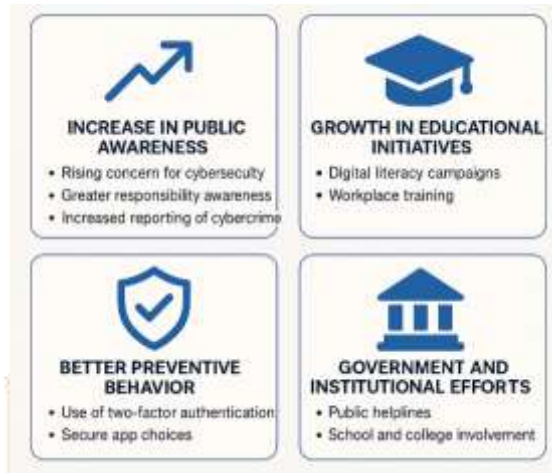 INCREASE IN PUBLIC
AWARENESS
• Rising concern for cyberseculty
• Greater responsibility awareness
• Increased reporting of cybercrime
GROWTH IN EDUCATIONAL
INITIATIVES
• Digital literacy campaigns
• Workplace training
BETTER PREVENTIVE
BEHAVIOR
• Use of two-factor authentication
• Secure app choices
GOVERNMENT AND
INSTITUTIONAL EFFORTS
• Public helplines
• School and college involvement